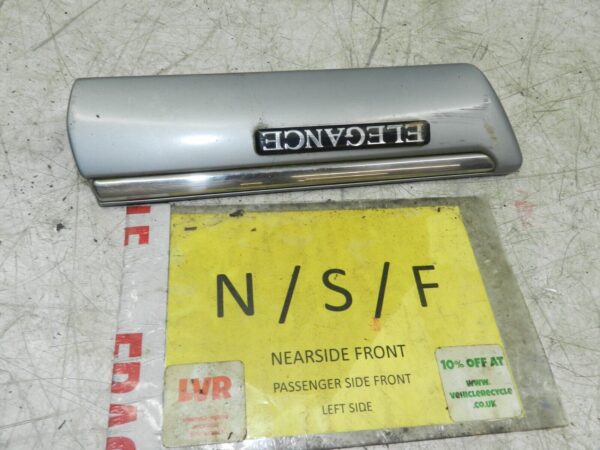 ELEGANCE
N/S/F
NEARSIDE FRONT
PASSENGER SIDE FRONT
LEFT SIDE
LVR
10% OFF AT
WWW.
VEHICLERECYCLE
.CO.UK